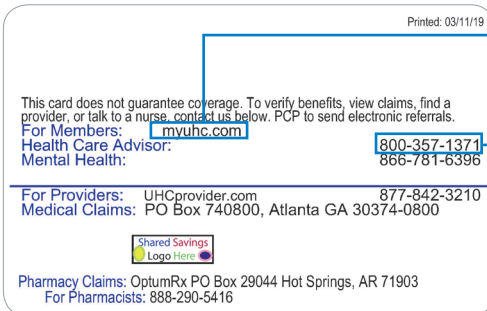 Printed: 03/11/19
This card does not guarantee coverage. To verify benefits, view claims, find a
provider, or talk to a nurse, contact us below. PCP to send electronic referrals.
For Members: myuhc.com
Health Care Advisor: 800-357-1371
Mental Health: 866-781-6396
For Providers: UHCprovider.com 877-842-3210
Medical Claims: PO Box 740800, Atlanta GA 30374-0800
Shared Savings
Logo Here
Pharmacy Claims: OptumRx PO Box 29044 Hot Springs, AR 71903
For Pharmacists: 888-290-5416